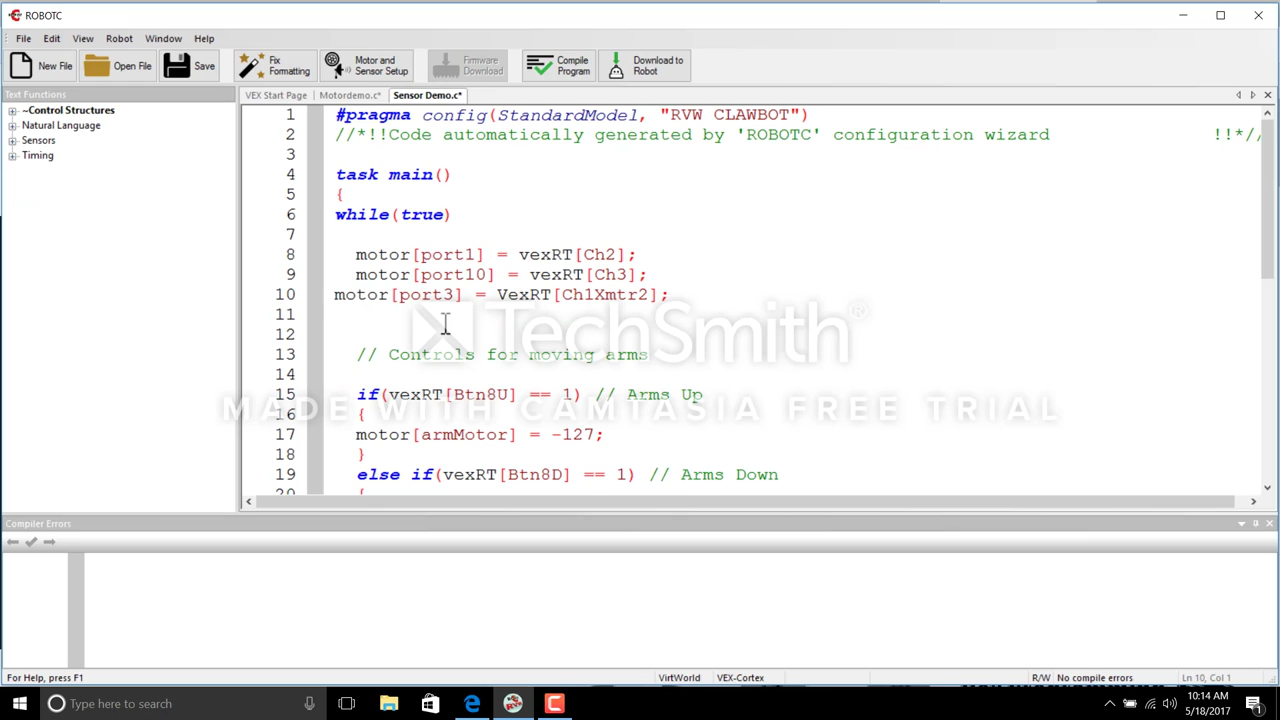 ROBOTC
File Edit View Robot Window Help
New File Open File Save Fix Formatting Motor and Sensor Setup Firmware Download Compile Program Download to Robot
Text Functions
VEX Start Page Motordemo.c* Sensor Demo.c*
~Control Structures
Natural Language
Sensors
Timing
1 #pragma config(StandardModel, "RVW CLAWBOT")
2 //*!!Code automatically generated by 'ROBOTC' configuration wizard !!*//
3
4 task main()
5 {
6 while(true)
7
8 motor[port1] = vexRT[Ch2];
9 motor[port10] = vexRT[Ch3];
10 motor[port3] = VexRT[Ch1Xmtr2];
11
12
13 // Controls for moving arms
14
15 if(vexRT[Btn8U] == 1) // Arms Up
16 {
17 motor[armMotor] = -127;
18 }
19 else if(vexRT[Btn8D] == 1) // Arms Down
20 {
TechSmith®
MADE WITH CAMTASIA FREE TRIAL
Compiler Errors
For Help, press F1 VirtWorld VEX-Cortex R/W No compile errors Ln 10, Col 1
Type here to search
10:14 AM
5/18/2017
1